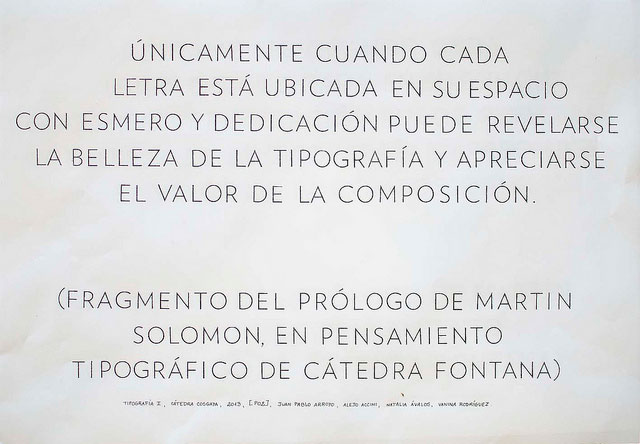 ÚNICAMENTE CUANDO CADA
LETRA ESTÁ UBICADA EN SU ESPACIO
CON ESMERO Y DEDICACIÓN PUEDE REVELARSE
LA BELLEZA DE LA TIPOGRAFÍA Y APRECIARSE
EL VALOR DE LA COMPOSICIÓN.
(FRAGMENTO DEL PRÓLOGO DE MARTIN
SOLOMON, EN PENSAMIENTO
TIPOGRÁFICO DE CÁTEDRA FONTANA)
TIPOGRAFÍA I, CÁTEDRA COSGAYA, 2013, JUAN PABLO ARROYO, ALEJO ACCINI, NATALIA ÁVALOS, VANINA RODRÍGUEZ